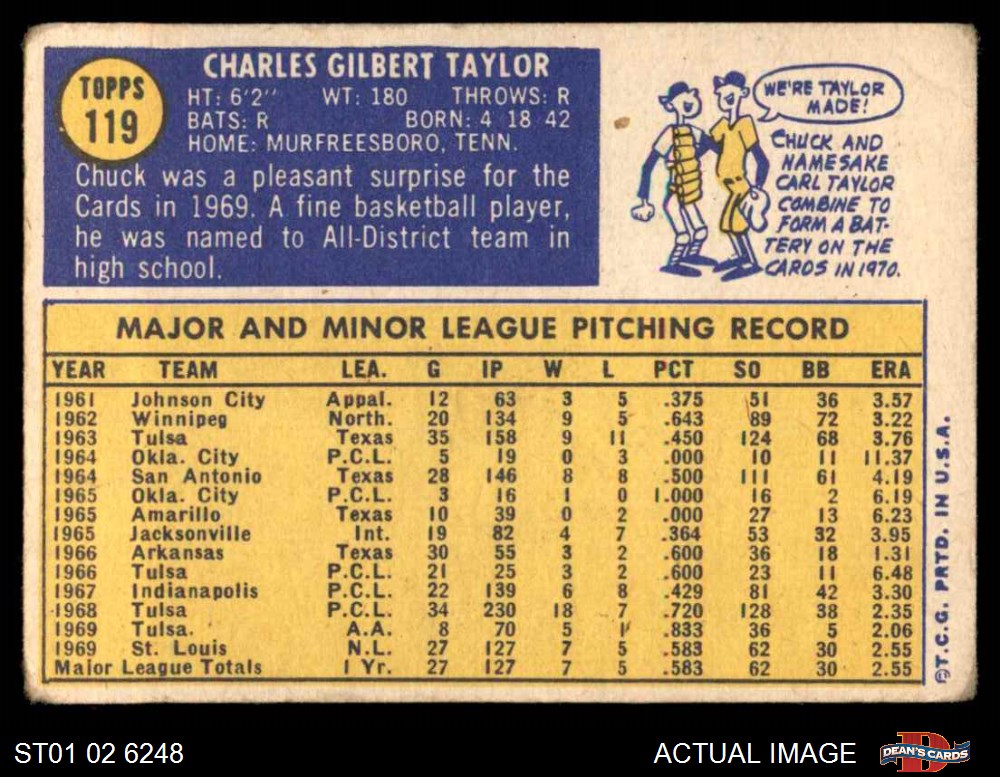 TOPPS
119
CHARLES GILBERT TAYLOR
HT: 6'2" WT: 180 THROWS: R
BATS: R BORN: 4 18 42
HOME: MURFREESBORO, TENN.
Chuck was a pleasant surprise for the
Cards in 1969. A fine basketball player,
he was named to All-District team in
high school.
WE'RE TAYLOR
MADE!
CHUCK AND
NAMESAKE
CARL TAYLOR
COMBINE TO
FORM A BAT-
TERY ON THE
CARDS IN 1970.
MAJOR AND MINOR LEAGUE PITCHING RECORD
YEAR TEAM LEA. G IP W L PCT SO BB ERA
1961 Johnson City Appal. 12 63 3 5 .375 51 36 3.57
1962 Winnipeg North. 20 134 9 5 .643 89 72 3.22
1963 Tulsa Texas 35 158 9 11 .450 124 68 3.76
1964 Okla. City P.C.L. 5 19 0 3 .000 10 11 11.37
1964 San Antonio Texas 28 146 8 8 .500 111 61 4.19
1965 Okla. City P.C.L. 3 16 1 0 1.000 16 2 6.19
1965 Amarillo Texas 10 39 0 2 .000 27 13 6.23
1965 Jacksonville Int. 19 82 4 7 .364 53 32 3.95
1966 Arkansas Texas 30 55 3 2 .600 36 18 1.31
1966 Tulsa P.C.L. 21 25 3 2 .600 23 11 6.48
1967 Indianapolis P.C.L. 22 139 6 8 .429 81 42 3.30
1968 Tulsa P.C.L. 34 230 18 7 .720 128 38 2.35
1969 Tulsa. A.A. 8 70 5 1 .833 36 5 2.06
1969 St. Louis N.L. 27 127 7 5 .583 62 30 2.55
Major League Totals 1 Yr. 27 127 7 5 .583 62 30 2.55
©T.C.G. PRTD. IN U.S.A.
ST01 02 6248
ACTUAL IMAGE
D
DEAN'S CARDS